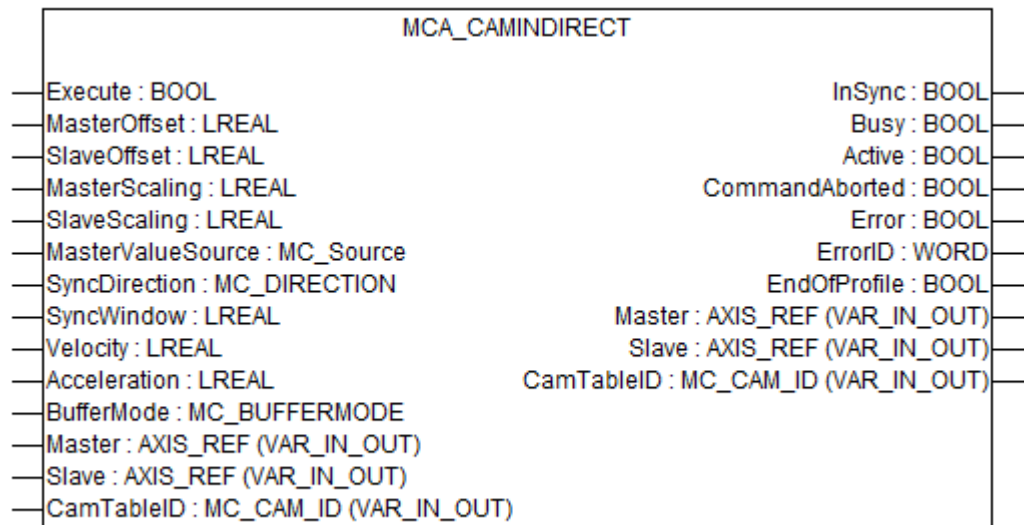 MCA_CAMINDIRECT
Execute : BOOL
InSync : BOOL
MasterOffset : LREAL
Busy : BOOL
SlaveOffset : LREAL
Active : BOOL
MasterScaling : LREAL
CommandAborted : BOOL
SlaveScaling : LREAL
Error : BOOL
MasterValueSource : MC_Source
ErrorID : WORD
SyncDirection : MC_DIRECTION
EndOfProfile : BOOL
SyncWindow : LREAL
Master : AXIS_REF (VAR_IN_OUT)
Velocity : LREAL
Slave : AXIS_REF (VAR_IN_OUT)
Acceleration : LREAL
CamTableID : MC_CAM_ID (VAR_IN_OUT)
BufferMode : MC_BUFFERMODE
Master : AXIS_REF (VAR_IN_OUT)
Slave : AXIS_REF (VAR_IN_OUT)
CamTableID : MC_CAM_ID (VAR_IN_OUT)